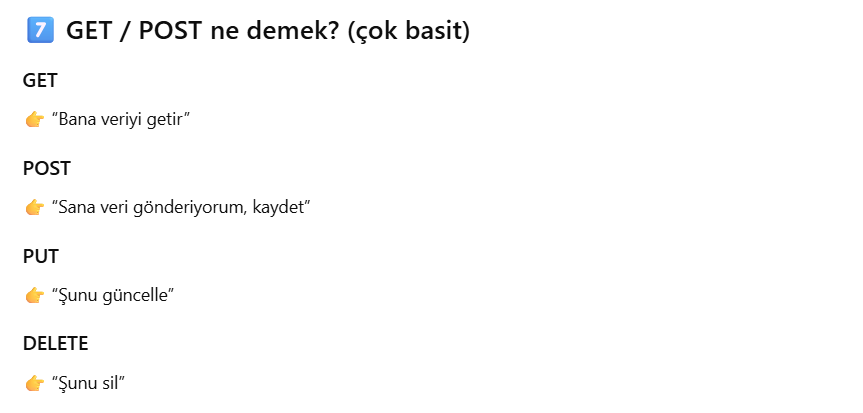 7️⃣ GET / POST ne demek? (çok basit)
GET
👉 “Bana veriyi getir”
POST
👉 “Sana veri gönderiyorum, kaydet”
PUT
👉 “Şunu güncelle”
DELETE
👉 “Şunu sil”